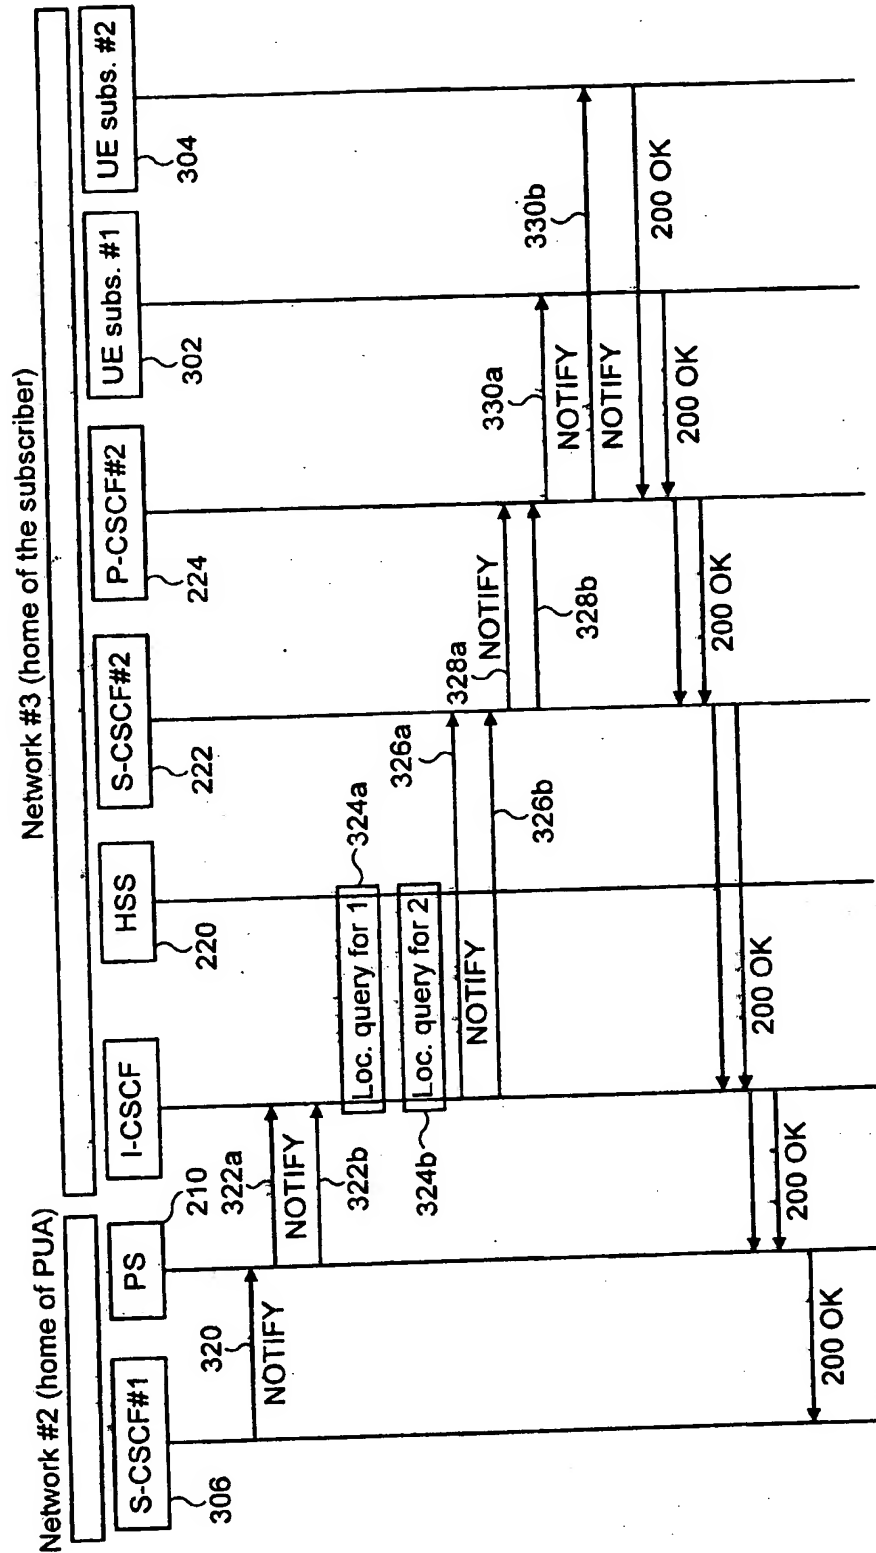 Network #2 (home of PUA)
Network #3 (home of the subscriber)
S-CSCF#1
PS
I-CSCF
HSS
S-CSCF#2
P-CSCF#2
UE subs. #1
UE subs. #2
306
210
220
222
224
302
304
320
NOTIFY
322a
NOTIFY
322b
Loc. query for 1
324a
Loc. query for 2
324b
326a
NOTIFY
326b
328a
NOTIFY
328b
330a
NOTIFY
330b
NOTIFY
200 OK
200 OK
200 OK
200 OK
200 OK
200 OK